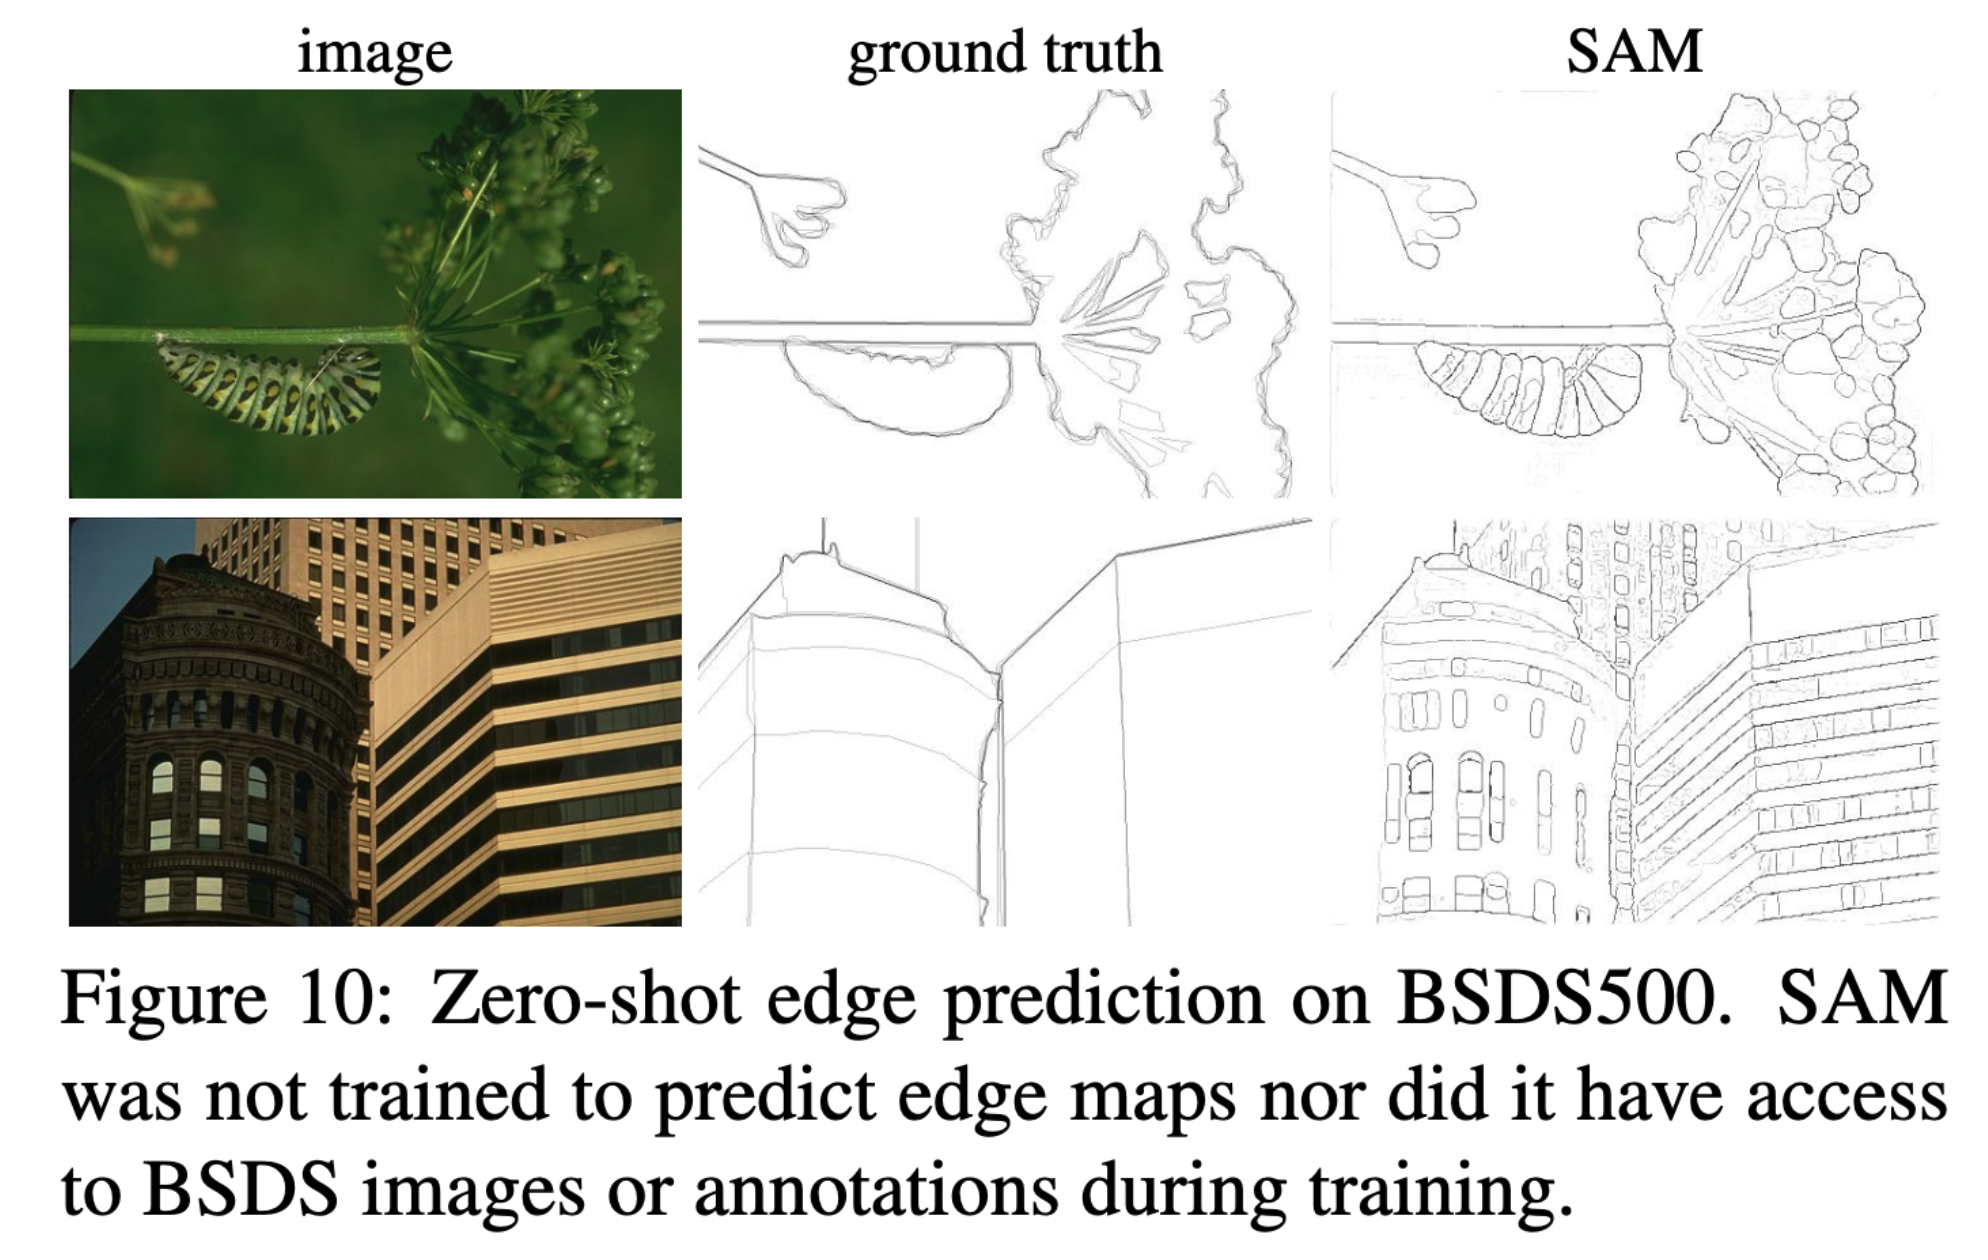 image ground truth SAM
Figure 10: Zero-shot edge prediction on BSDS500. SAM
was not trained to predict edge maps nor did it have access
to BSDS images or annotations during training.